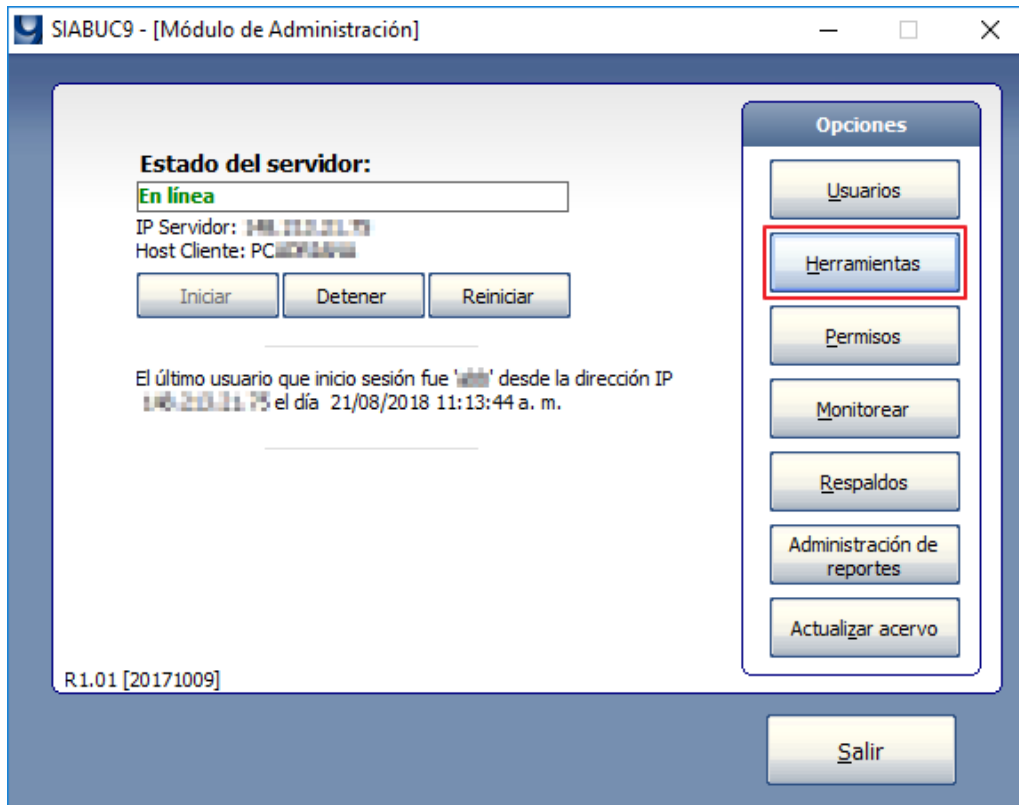 SIABUC9 - [Módulo de Administración]
Estado del servidor:
En línea
IP Servidor:
Host Cliente: PC
Iniciar
Detener
Reiniciar
El último usuario que inicio sesión fue '' desde la dirección IP
el día 21/08/2018 11:13:44 a. m.
R1.01 [20171009]
Opciones
Usuarios
Herramientas
Permisos
Monitorear
Respaldos
Administración de
reportes
Actualizar acervo
Salir